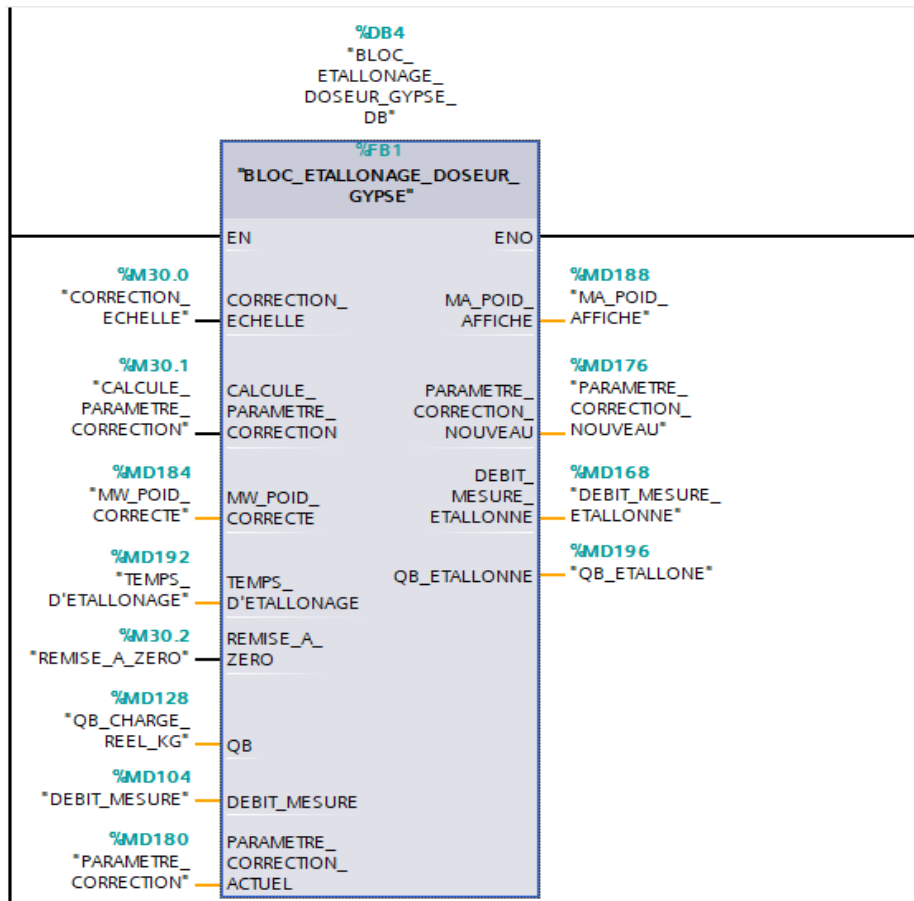 %DB4
"BLOC_
ETALLONAGE_
DOSEUR_GYPSE_
DB"
%FB1
"BLOC_ETALLONAGE_DOSEUR_
GYPSE"
EN
ENO
%M30.0
"CORRECTION_
ECHELLE"
CORRECTION_
ECHELLE
MA_POID_
AFFICHE
%MD188
"MA_POID_
AFFICHE"
%M30.1
"CALCULE_
PARAMETRE_
CORRECTION"
CALCULE_
PARAMETRE_
CORRECTION
PARAMETRE_
CORRECTION_
NOUVEAU
%MD176
"PARAMETRE_
CORRECTION_
NOUVEAU"
%MD184
"MW_POID_
CORRECTE"
MW_POID_
CORRECTE
DEBIT_
MESURE_
ETALLONNE
%MD168
"DEBIT_MESURE_
ETALLONNE"
%MD192
"TEMPS_
D'ETALLONAGE"
TEMPS_
D'ETALLONAGE
QB_ETALLONNE
%MD196
"QB_ETALLONE"
%M30.2
"REMISE_A_ZERO"
REMISE_A_
ZERO
%MD128
"QB_CHARGE_
REEL_KG"
QB
%MD104
"DEBIT_MESURE"
DEBIT_MESURE
%MD180
"PARAMETRE_
CORRECTION"
PARAMETRE_
CORRECTION_
ACTUEL